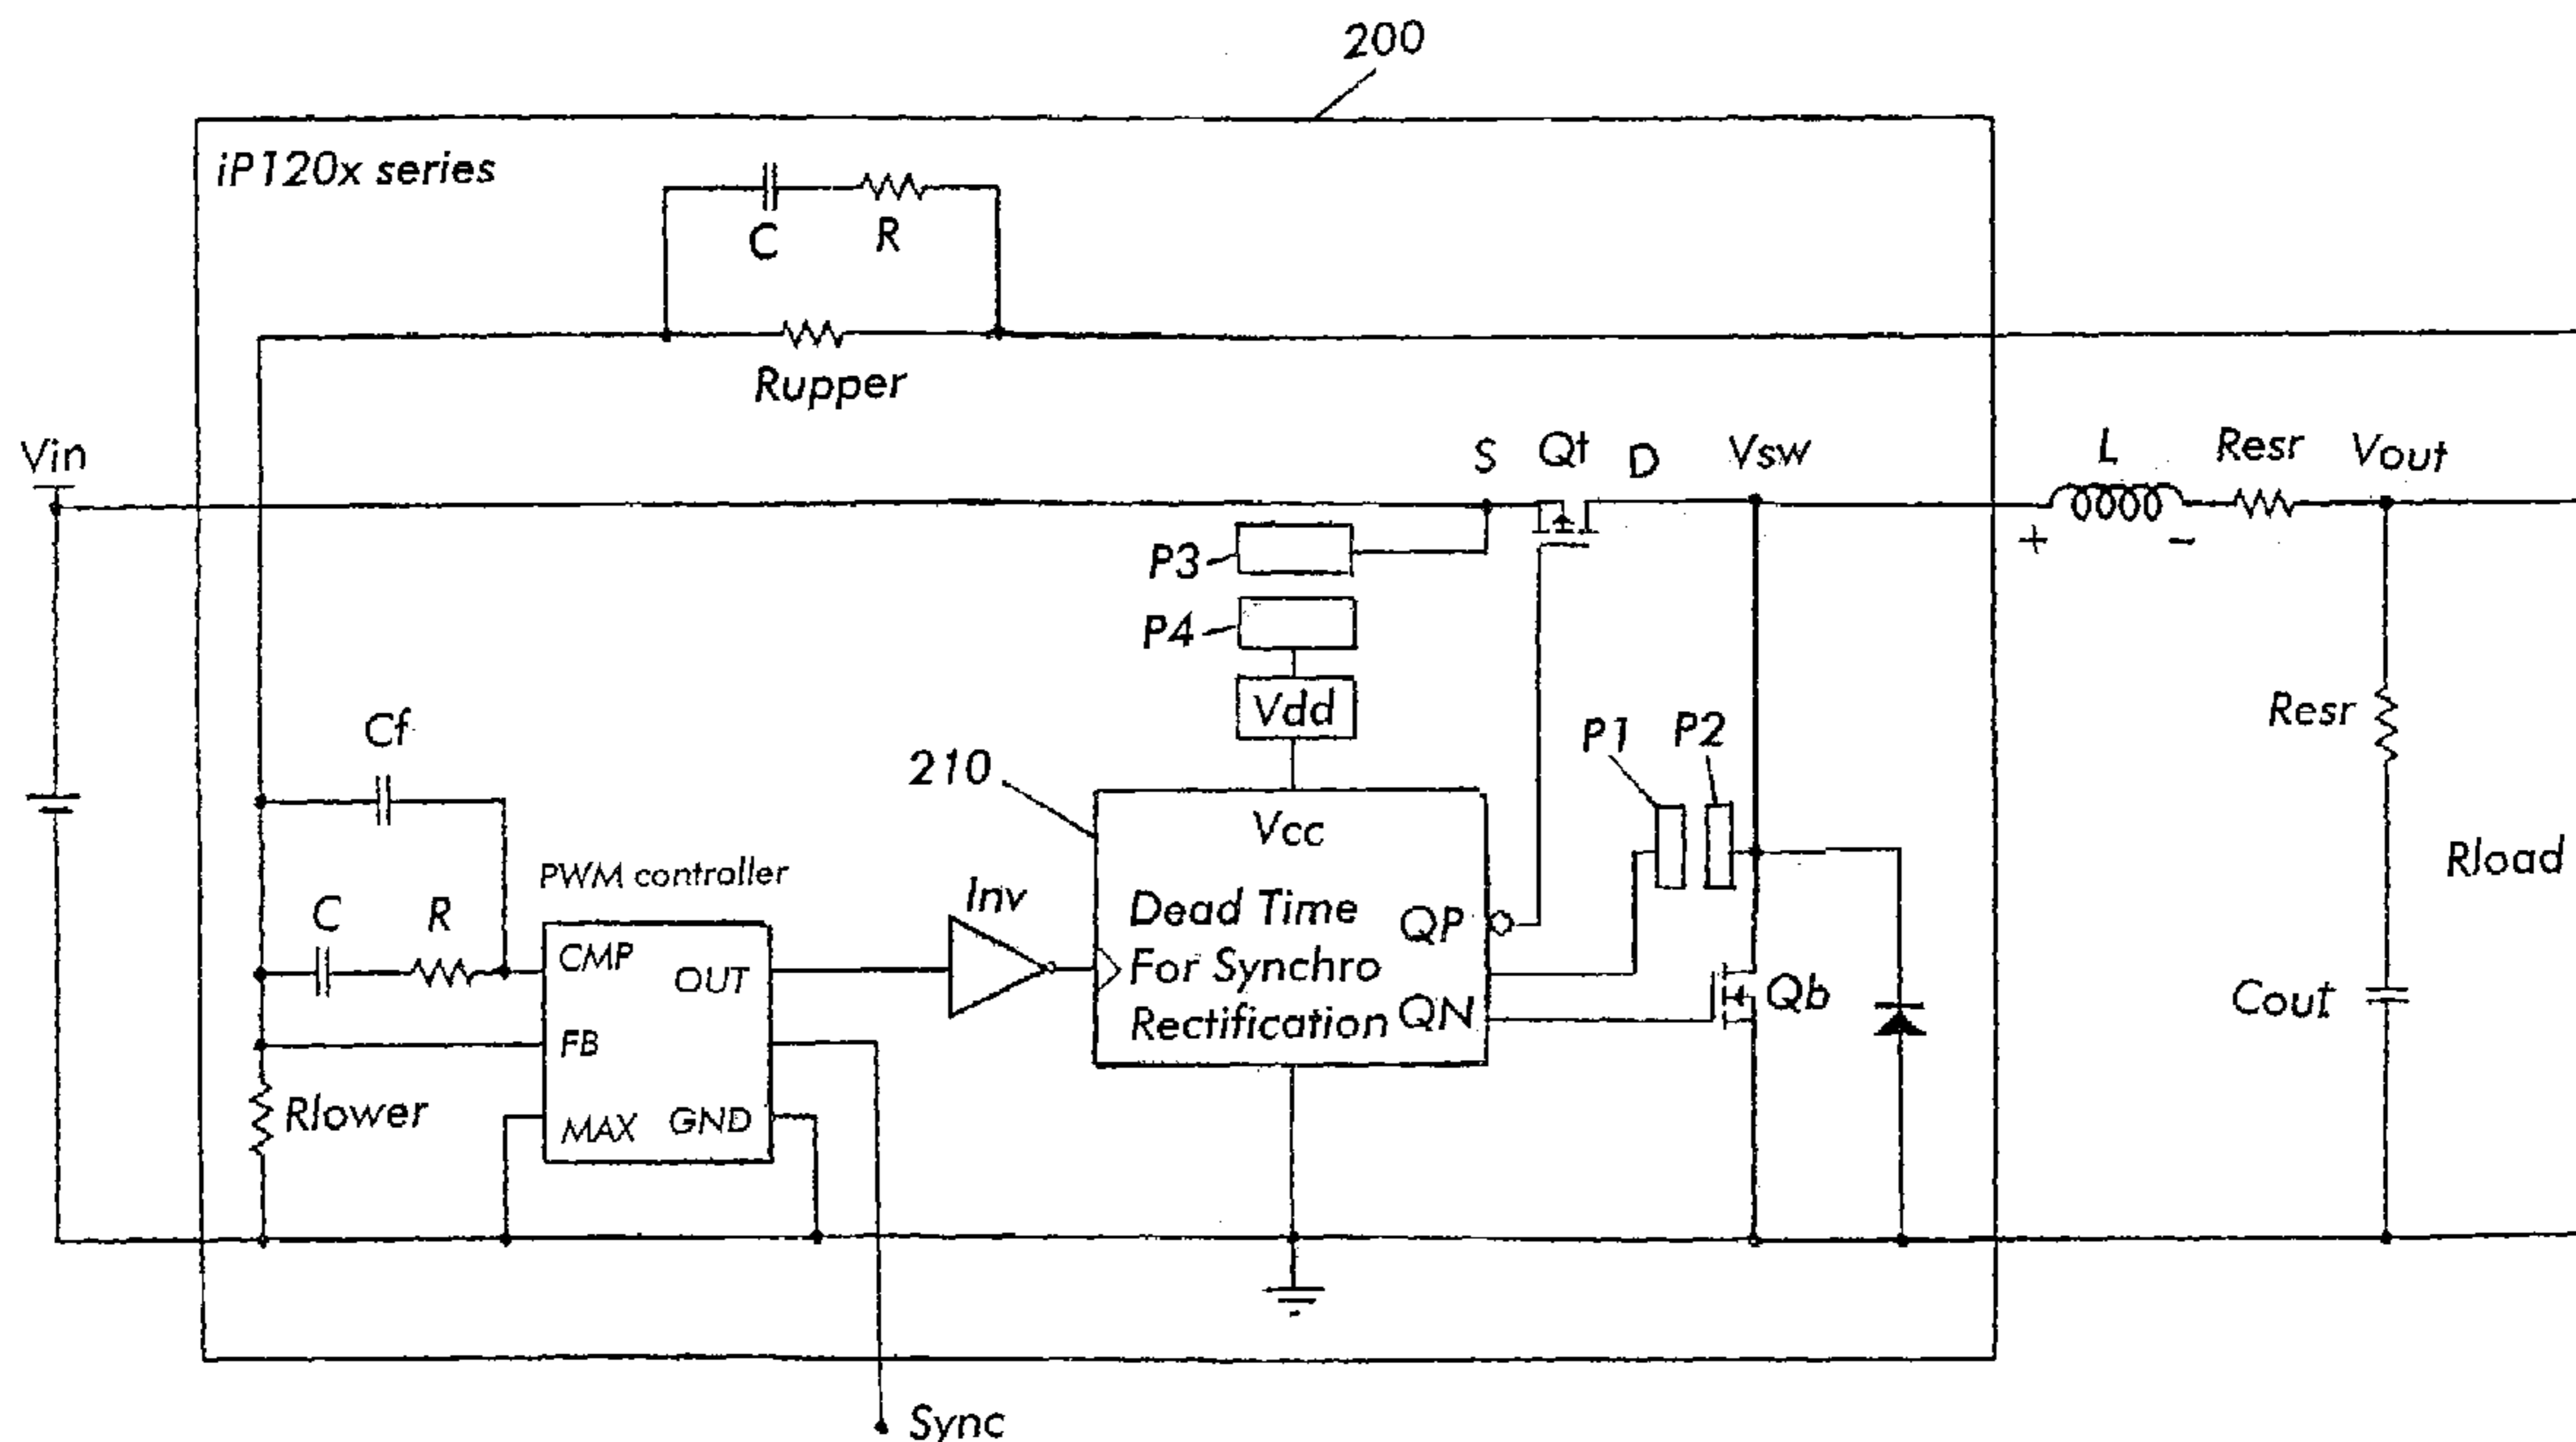 200
iP120x series
C R
Rupper
Vin
S Qt D Vsw L Resr Vout
+ -
P3
P4
Vdd
P1 P2
Resr
Cf
210
Vcc
Rload
PWM controller
Inv
C R
CMP
OUT
FB
MAX GND
Rlower
Dead Time
For Synchro
Rectification
QP
QN
Qb
Cout
Sync